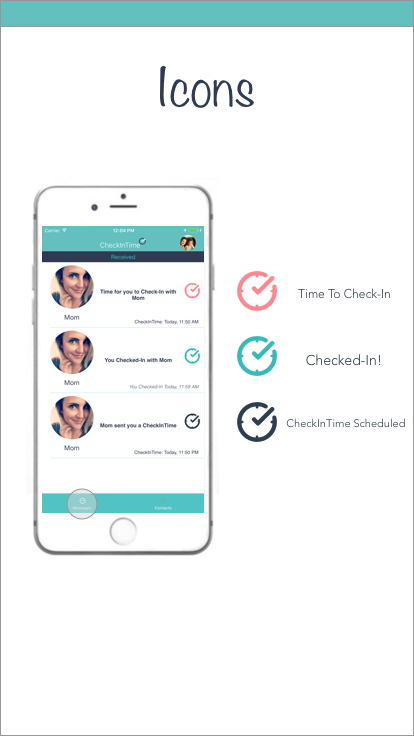 Icons
Carrier
12:04 PM
CheckInTime
Received
Time for you to Check-In with
Mom
Mom
CheckInTime: Today, 11:50 AM
You Checked-In with Mom
Mom
You Checked-In Today, 11:59 AM
Mom sent you a CheckInTime
Mom
CheckInTime: Today, 11:50 PM
Contacts
Time To Check-In
Checked-In!
CheckInTime Scheduled